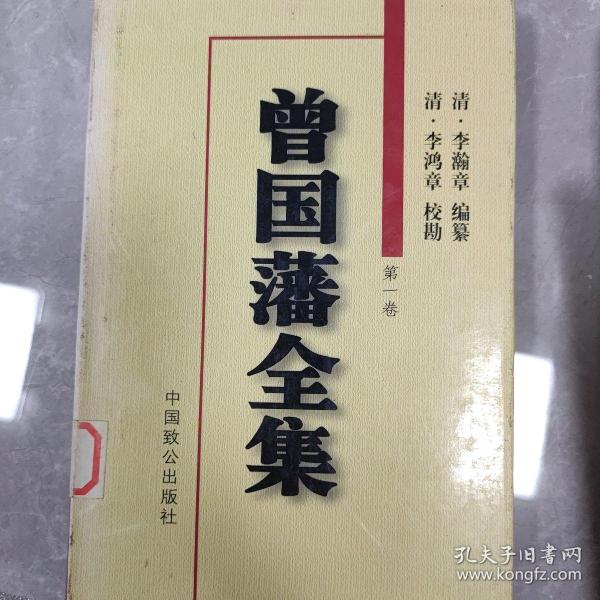 清·李瀚章 编纂
清·李鸿章 校勘
曾国藩全集
第一卷
中国致公出版社
孔夫子旧书网
www.kongfz.com